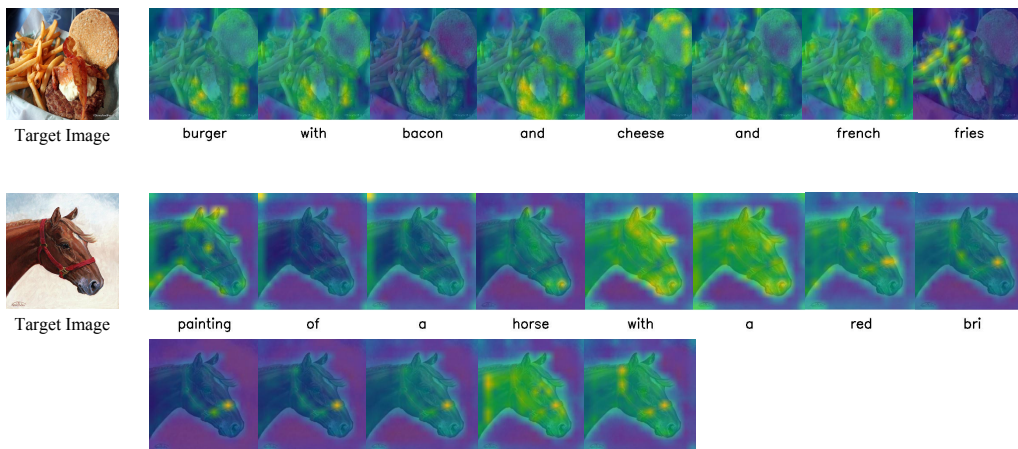 Target Image
burger with bacon and cheese and french fries
Target Image
painting of a horse with a red bri